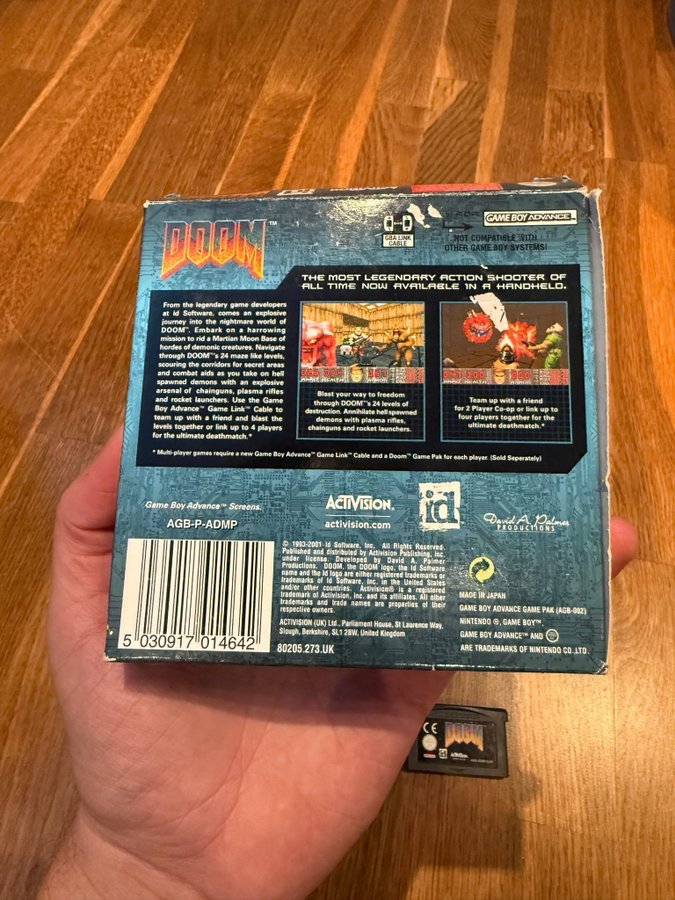 DOOM™
GBA LINK
CABLE
GAME BOY ADVANCE
NOT COMPATIBLE WITH
OTHER GAME BOY SYSTEMS!
THE MOST LEGENDARY ACTION SHOOTER OF
ALL TIME NOW AVAILABLE IN A HANDHELD.
From the legendary game developers
at id Software, comes an explosive
journey into the nightmare world of
DOOM™. Embark on a harrowing
mission to rid a Martian Moon Base of
hordes of demonic creatures. Navigate
through DOOM™'s 24 maze like levels,
scouring the corridors for secret areas
and combat aids as you take on hell
spawned demons with an explosive
arsenal of chainguns, plasma rifles
and rocket launchers. Use the Game
Boy Advance™ Game Link™ Cable to
team up with a friend and blast the
levels together or link up to 4 players
for the ultimate deathmatch.*
Blast your way to freedom
through DOOM™'s 24 levels of
destruction. Annihilate hell spawned
demons with plasma rifles,
chainguns and rocket launchers.
Team up with a friend
for 2 Player Co-op or link up to
four players together for the
ultimate deathmatch.*
* Multi-player games require a new Game Boy Advance™ Game Link™ Cable and a Doom™ Game Pak for each player. (Sold Seperately)
Game Boy Advance™ Screens.
AGB-P-ADMP
ACTIVISION®
activision.com
id
David A. Palmer
PRODUCTIONS
5 030917 014642
© 1993-2001 Id Software, Inc. All Rights Reserved.
Published and distributed by Activision Publishing, Inc.
under license. Developed by David A. Palmer
Productions. DOOM, the DOOM logo, the Id Software
name and the Id logo are either registered trademarks or
trademarks of Id Software, Inc. in the United States
and/or other countries. Activision® is a registered
trademark of Activision, Inc. and its affiliates. All other
trademarks and trade names are properties of their
respective owners.
ACTIVISION (UK) Ltd., Parliament House, St Laurence Way,
Slough, Berkshire, SL1 2BW. United Kingdom
80205.273.UK
MADE IN JAPAN
GAME BOY ADVANCE GAME PAK (AGB-002)
NINTENDO ®, GAME BOY™,
GAME BOY ADVANCE™ AND
ARE TRADEMARKS OF NINTENDO CO.,LTD.
CE
DOOM
ACTIVISION